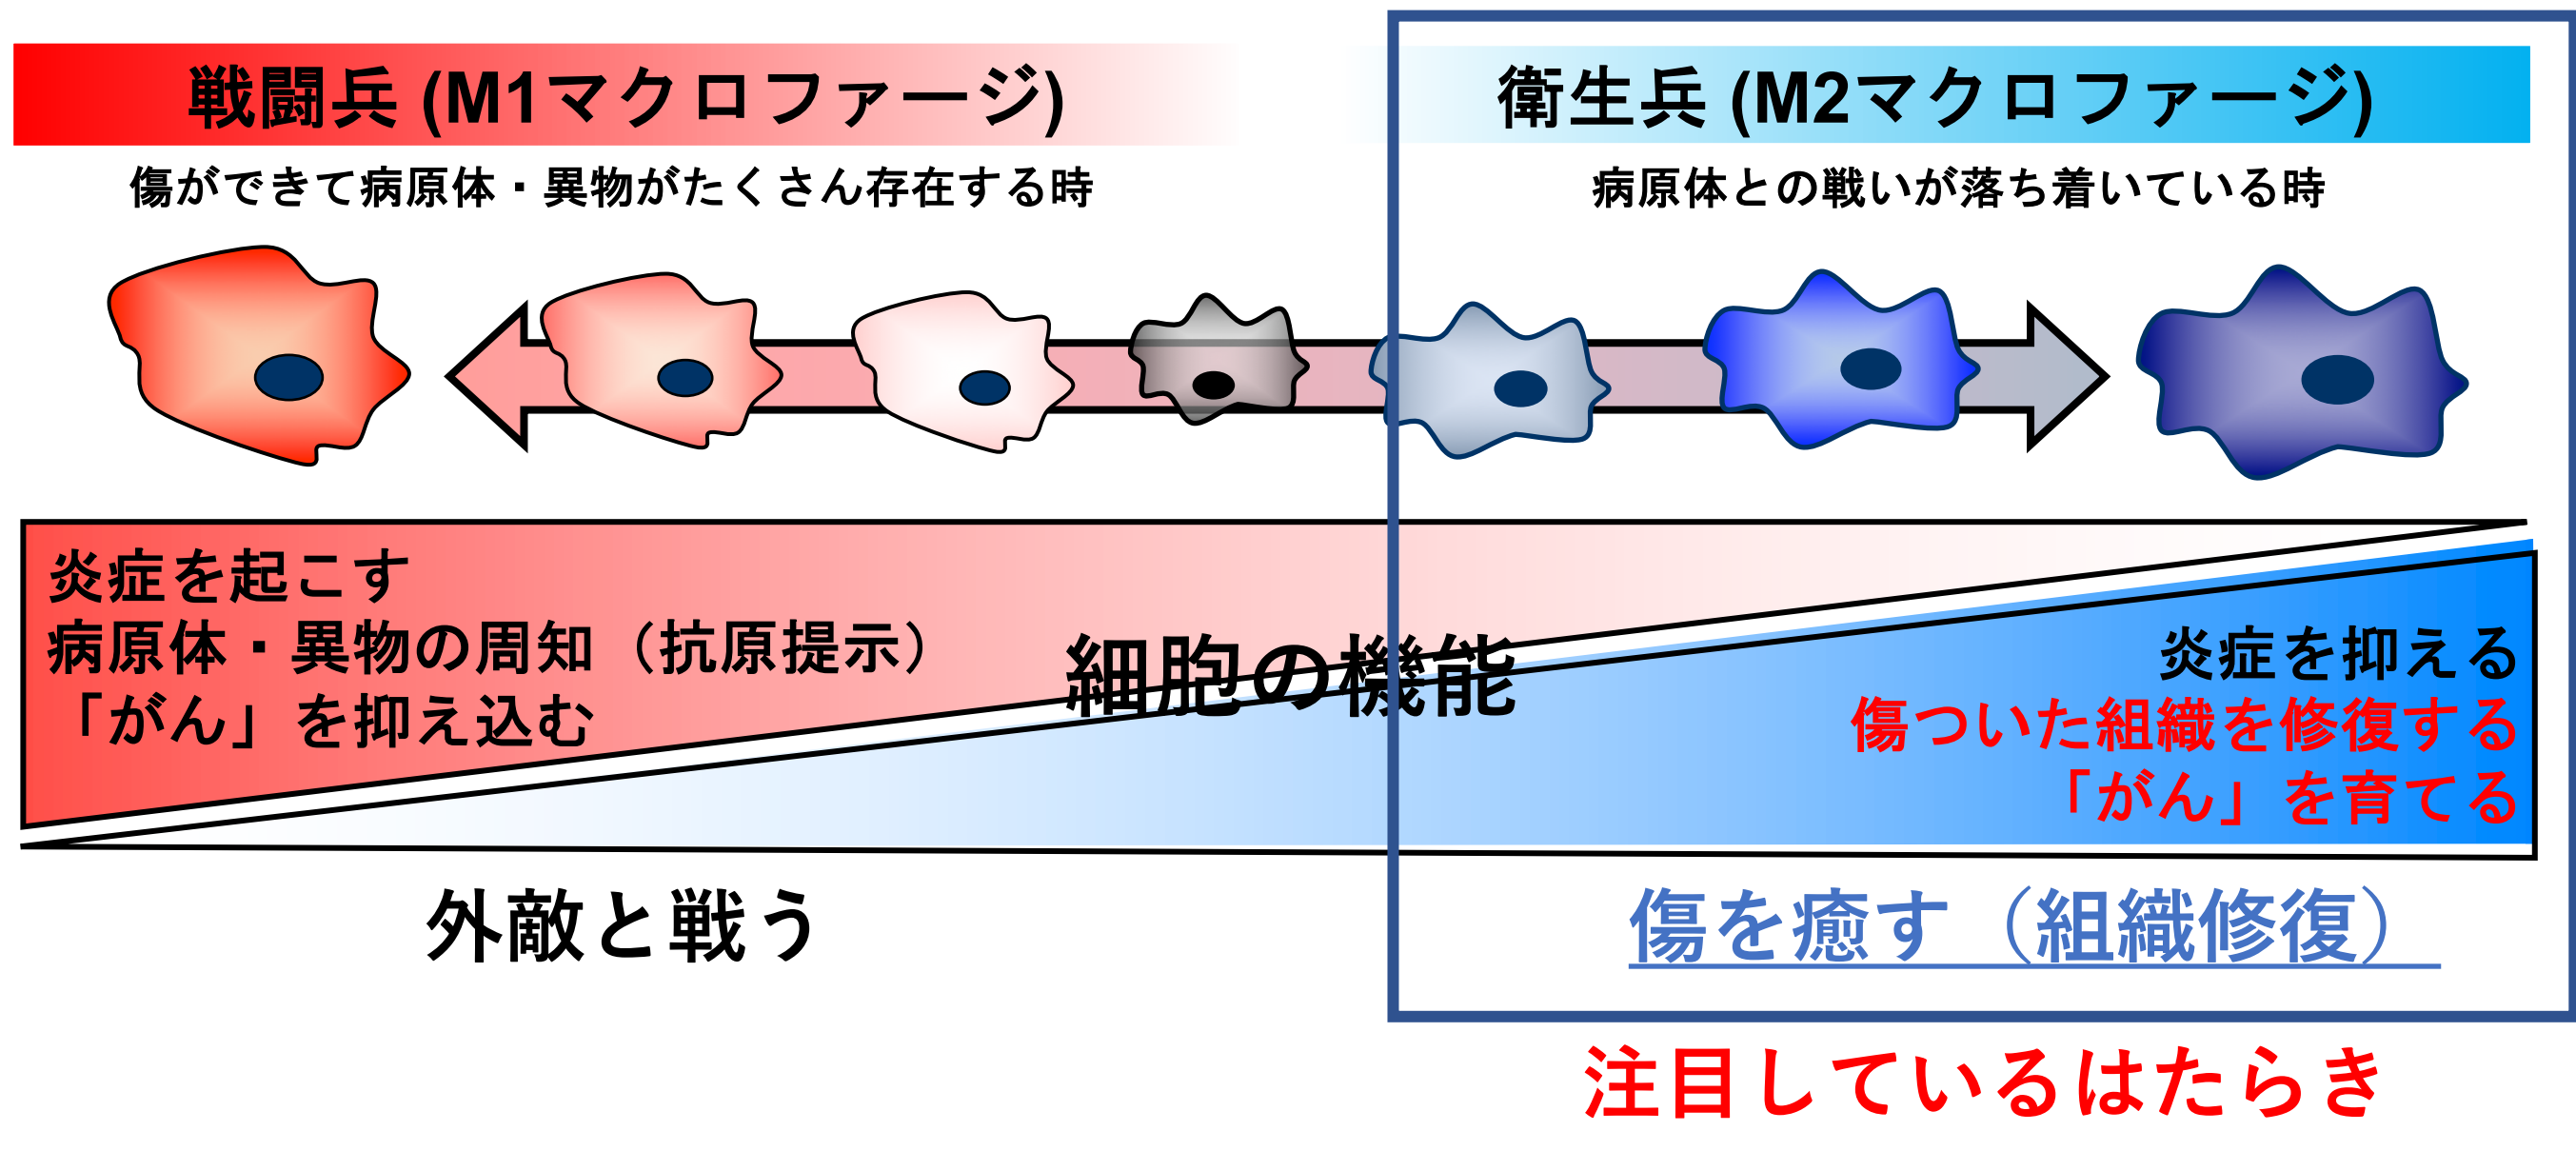 戦闘兵 (M1マクロファージ)
傷ができて病原体・異物がたくさん存在する時
衛生兵 (M2マクロファージ)
病原体との戦いが落ち着いている時
炎症を起こす
病原体・異物の周知（抗原提示）
「がん」を抑え込む
細胞の機能
炎症を抑える
傷ついた組織を修復する
「がん」を育てる
外敵と戦う
傷を癒す（組織修復）
注目しているはたらき